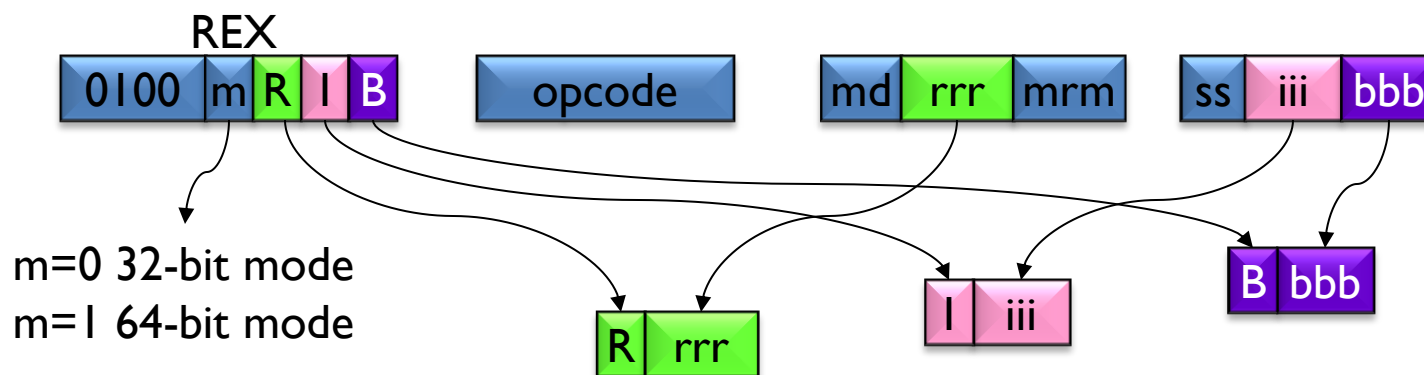 REX
0100 m R I B opcode md rrr mrm ss iii bbb
m=0 32-bit mode
m=1 64-bit mode
R rrr
I iii
B bbb